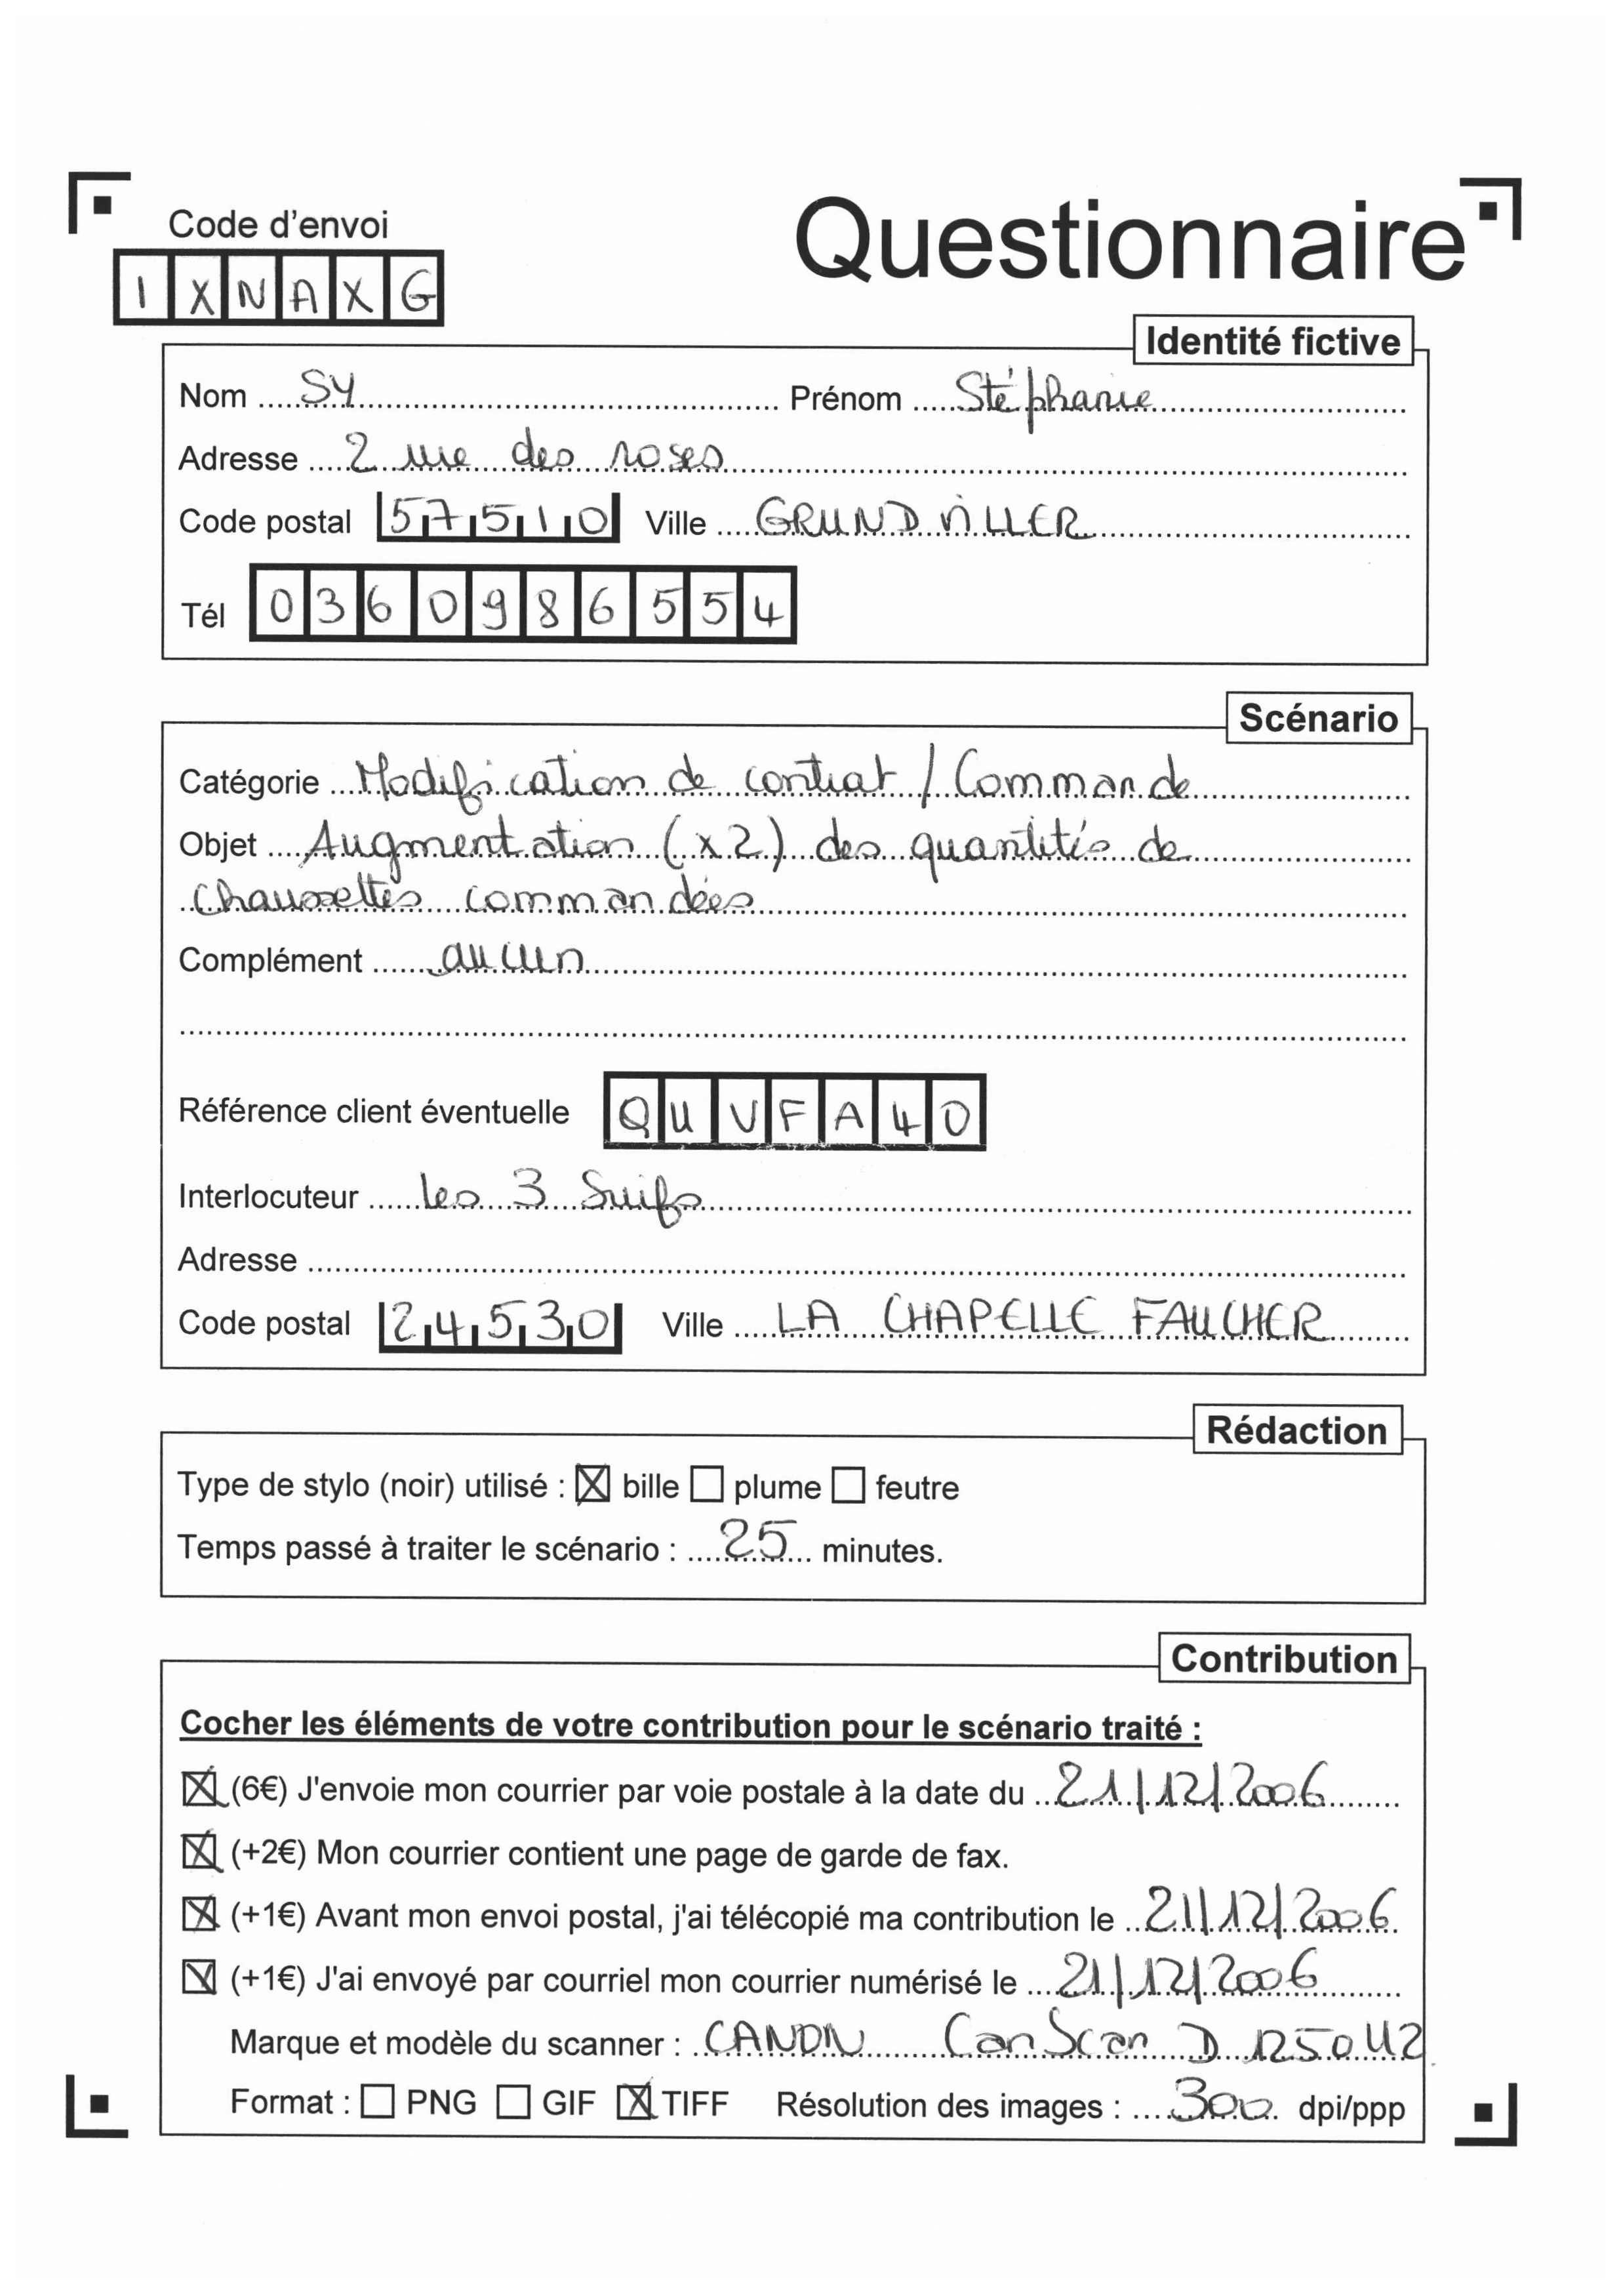 Code d'envoi
Questionnaire
IXNAXG
Identité fictive
Nom SY Prénom Stéphanie
Adresse 2 rue des roses
Code postal 57510 Ville GRUNDVILLER
Tél 0360986554
Scénario
Catégorie Modification de contrat / Commande
Objet Augmentation (x2) des quantités de
chaussettes commandées
Complément aucun
Référence client éventuelle QUVFA40
Interlocuteur les 3 Suifs
Adresse
Code postal 24530 Ville LA CHAPELLE FAUCHER
Rédaction
Type de stylo (noir) utilisé : ☒ bille ☐ plume ☐ feutre
Temps passé à traiter le scénario : 25 minutes.
Contribution
Cocher les éléments de votre contribution pour le scénario traité :
☒ (6€) J'envoie mon courrier par voie postale à la date du 21/12/2006
☒ (+2€) Mon courrier contient une page de garde de fax.
☒ (+1€) Avant mon envoi postal, j'ai télécopié ma contribution le 21/12/2006
☒ (+1€) J'ai envoyé par courriel mon courrier numérisé le 21/12/2006
Marque et modèle du scanner : CANON CanScan D 1250U2
Format : ☐ PNG ☐ GIF ☒ TIFF Résolution des images : 300 dpi/ppp